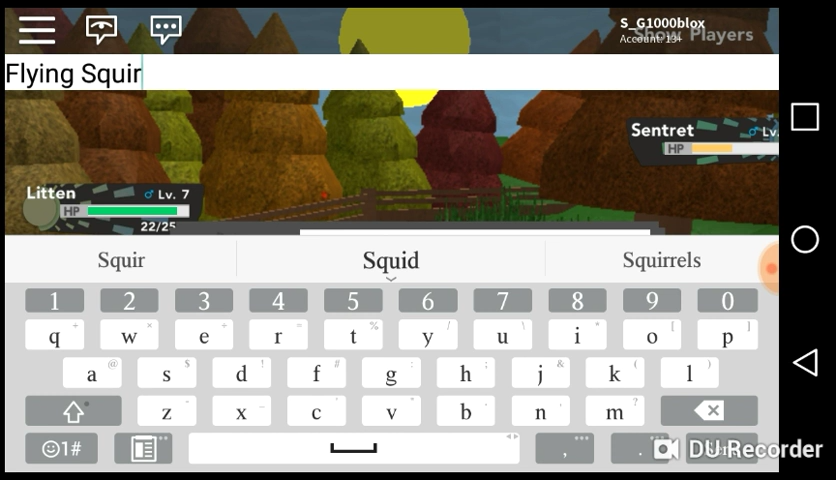 S_G1000blox
Account: 13+
Show Players
Flying Squir
Sentret ♂ Lv.
HP
Litten ♂ Lv. 7
HP
22/25
Squir Squid Squirrels
1 2 3 4 5 6 7 8 9 0
q w e r t y u i o p
a s d f g h j k l
z x c v b n m
1# , .
DU Recorder